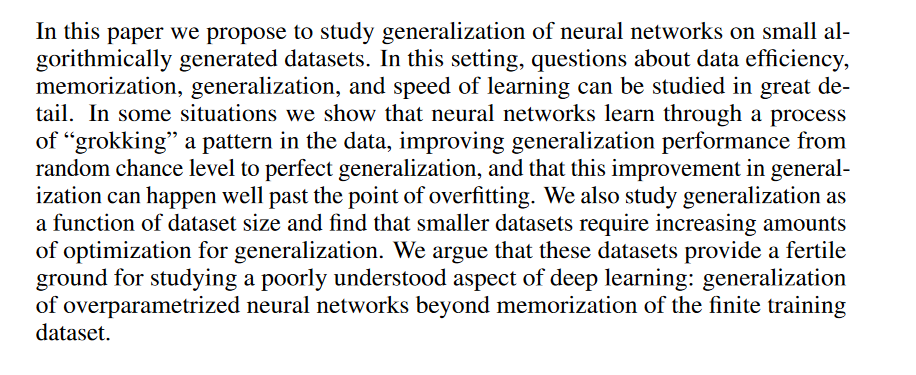 In this paper we propose to study generalization of neural networks on small al-
gorithmically generated datasets. In this setting, questions about data efficiency,
memorization, generalization, and speed of learning can be studied in great de-
tail. In some situations we show that neural networks learn through a process
of “grokking” a pattern in the data, improving generalization performance from
random chance level to perfect generalization, and that this improvement in general-
ization can happen well past the point of overfitting. We also study generalization as
a function of dataset size and find that smaller datasets require increasing amounts
of optimization for generalization. We argue that these datasets provide a fertile
ground for studying a poorly understood aspect of deep learning: generalization
of overparametrized neural networks beyond memorization of the finite training
dataset.